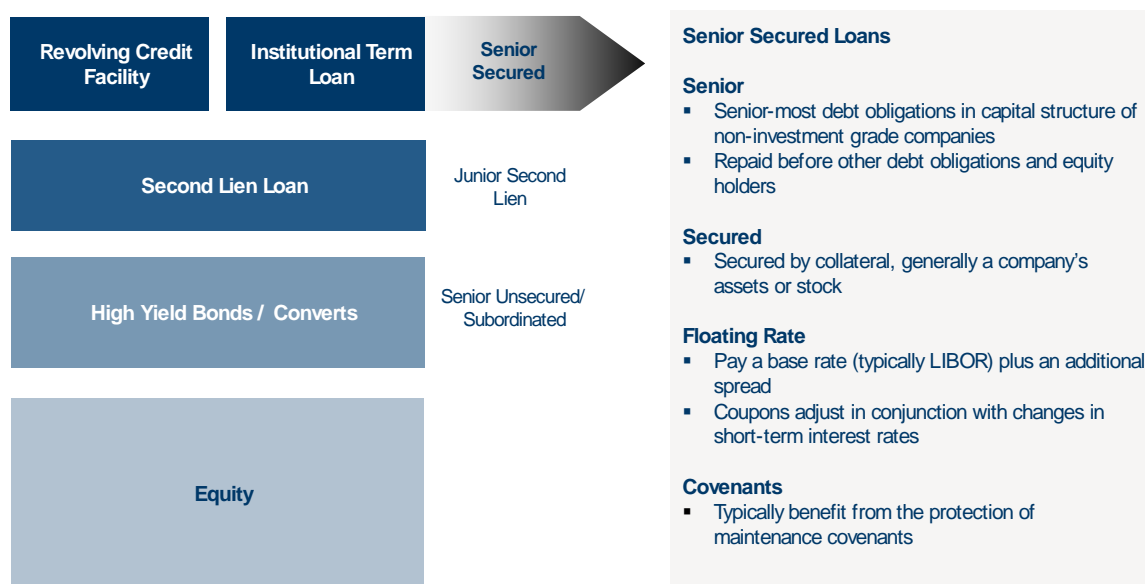 Revolving Credit
Facility
Institutional Term
Loan
Senior
Secured
Second Lien Loan
Junior Second
Lien
High Yield Bonds / Converts
Senior Unsecured/
Subordinated
Equity
Senior Secured Loans
Senior
▪ Senior-most debt obligations in capital structure of
non-investment grade companies
▪ Repaid before other debt obligations and equity
holders
Secured
▪ Secured by collateral, generally a company's
assets or stock
Floating Rate
▪ Pay a base rate (typically LIBOR) plus an additional
spread
▪ Coupons adjust in conjunction with changes in
short-term interest rates
Covenants
▪ Typically benefit from the protection of
maintenance covenants